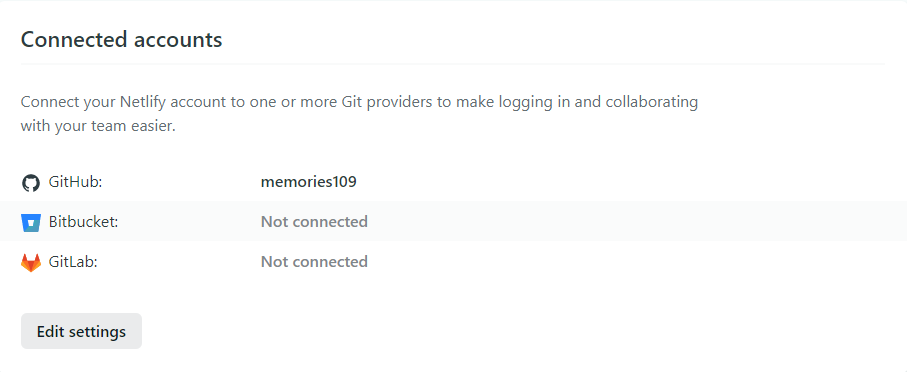 Connected accounts
Connect your Netlify account to one or more Git providers to make logging in and collaborating
with your team easier.
GitHub: memories109
Bitbucket: Not connected
GitLab: Not connected
Edit settings